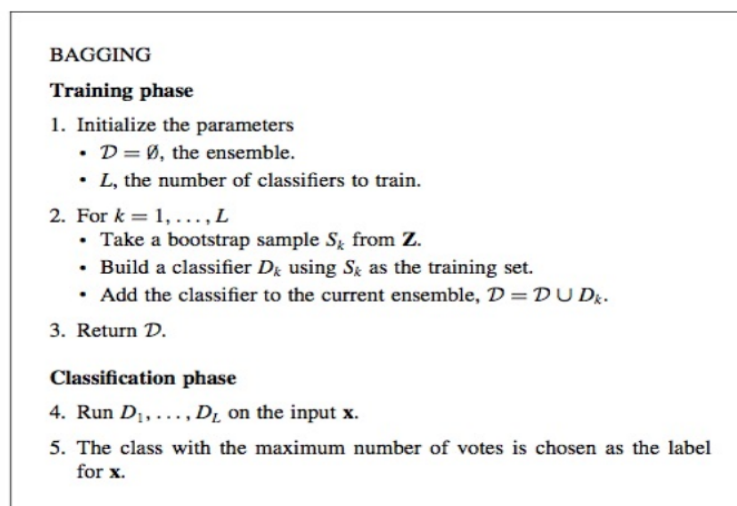 BAGGING
Training phase
1. Initialize the parameters
• 𝒟 = Ø, the ensemble.
• L, the number of classifiers to train.
2. For k = 1, . . . , L
• Take a bootstrap sample Sₖ from Z.
• Build a classifier Dₖ using Sₖ as the training set.
• Add the classifier to the current ensemble, 𝒟 = 𝒟 ∪ Dₖ.
3. Return 𝒟.
Classification phase
4. Run D₁, . . . , D_L on the input x.
5. The class with the maximum number of votes is chosen as the label
for x.